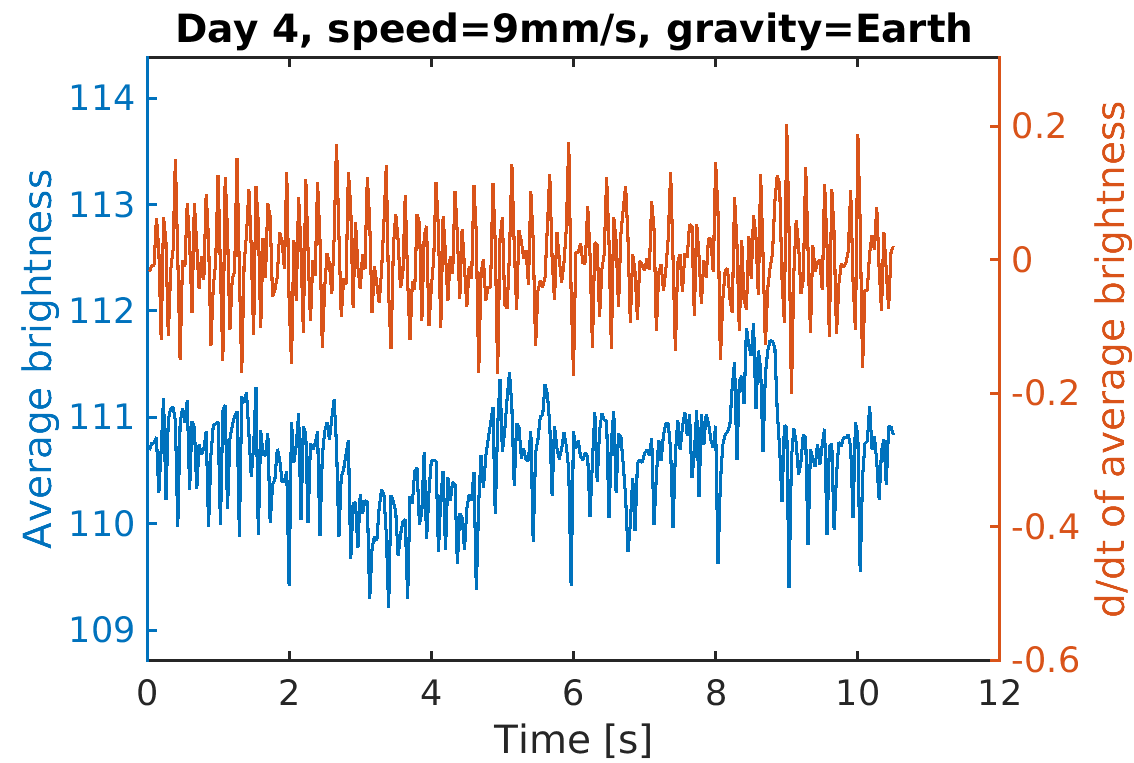 Day 4, speed=9mm/s, gravity=Earth
Average brightness
114
113
112
111
110
109
d/dt of average brightness
0.2
0
-0.2
-0.4
-0.6
0 2 4 6 8 10 12
Time [s]